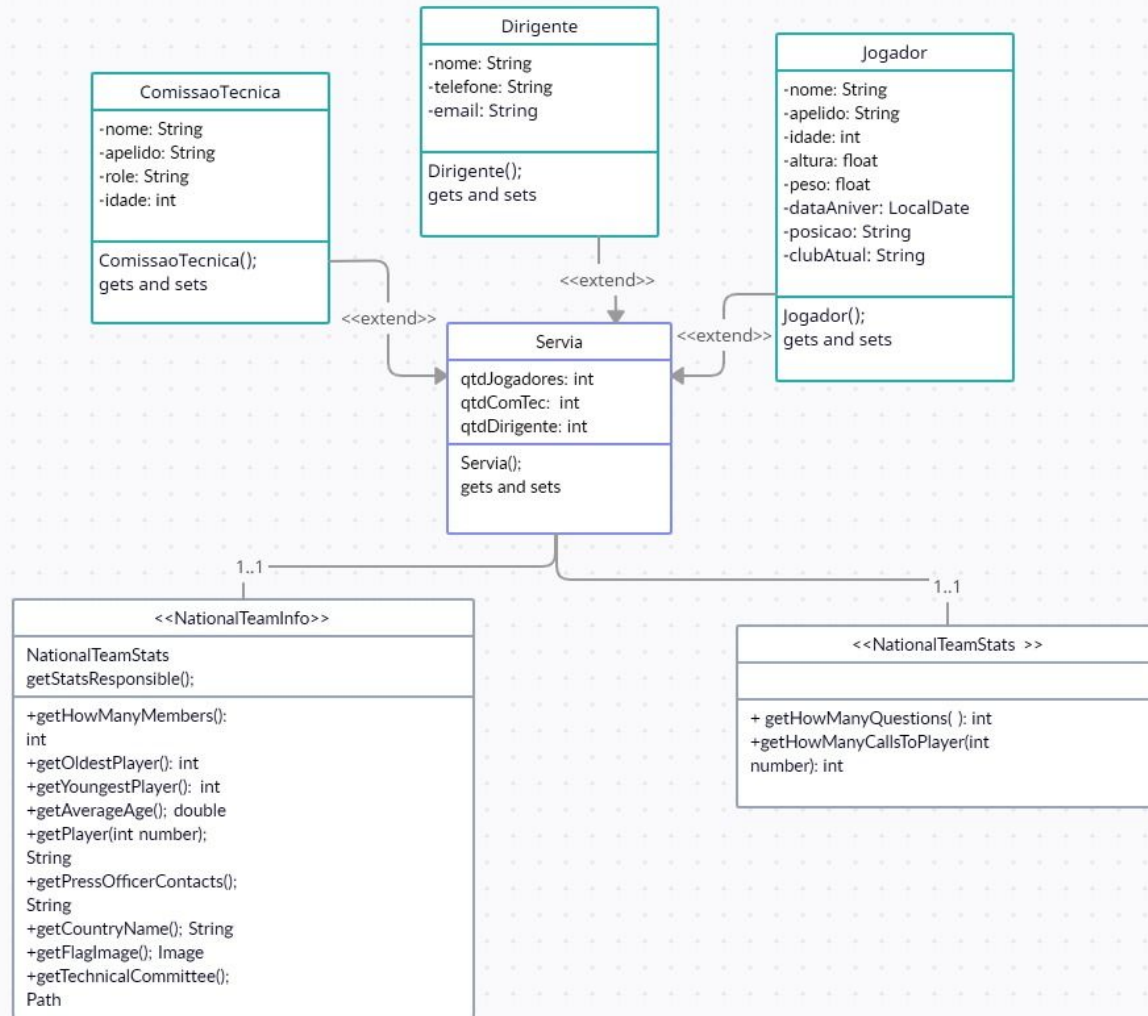 Dirigente
-nome: String
-telefone: String
-email: String
Dirigente();
gets and sets
ComissaoTecnica
-nome: String
-apelido: String
-role: String
-idade: int
ComissaoTecnica();
gets and sets
Jogador
-nome: String
-apelido: String
-idade: int
-altura: float
-peso: float
-dataAniver: LocalDate
-posicao: String
-clubAtual: String
Jogador();
gets and sets
<<extend>>
<<extend>>
<<extend>>
Servia
qtdJogadores: int
qtdComTec: int
qtdDirigente: int
Servia();
gets and sets
1..1
1..1
<<NationalTeamInfo>>
NationalTeamStats
getStatsResponsible();
+getHowManyMembers():
int
+getOldestPlayer(): int
+getYoungestPlayer(): int
+getAverageAge(); double
+getPlayer(int number);
String
+getPressOfficerContacts();
String
+getCountryName(); String
+getFlagImage(); Image
+getTechnicalCommittee();
Path
<<NationalTeamStats >>
+ getHowManyQuestions( ): int
+getHowManyCallsToPlayer(int
number): int